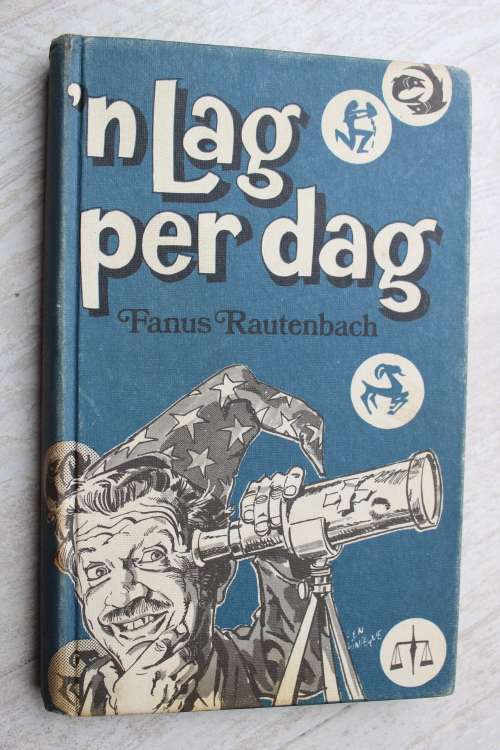 'n Lag
per dag
Fanus Rautenbach